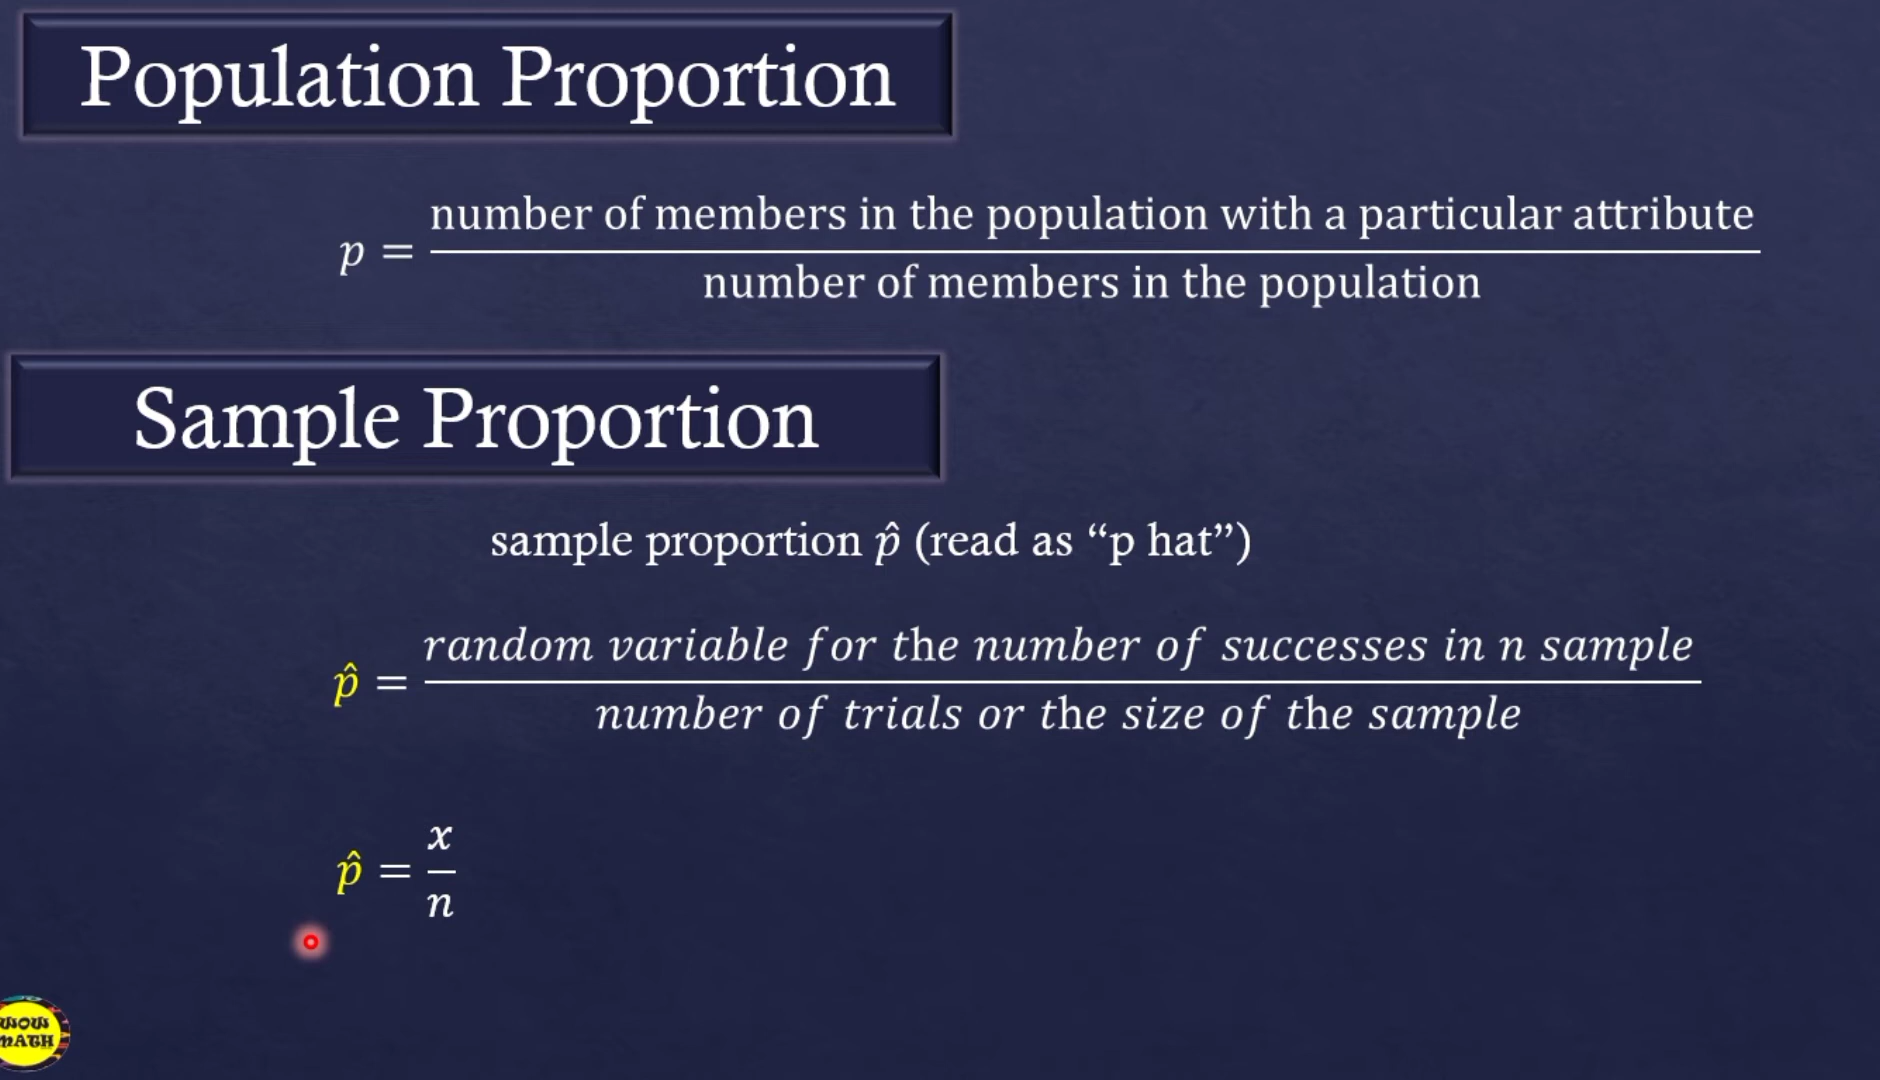 Population Proportion
p = number of members in the population with a particular attribute / number of members in the population
Sample Proportion
sample proportion p̂ (read as “p hat”)
p̂ = random variable for the number of successes in n sample / number of trials or the size of the sample
p̂ = x / n
WOW
MATH